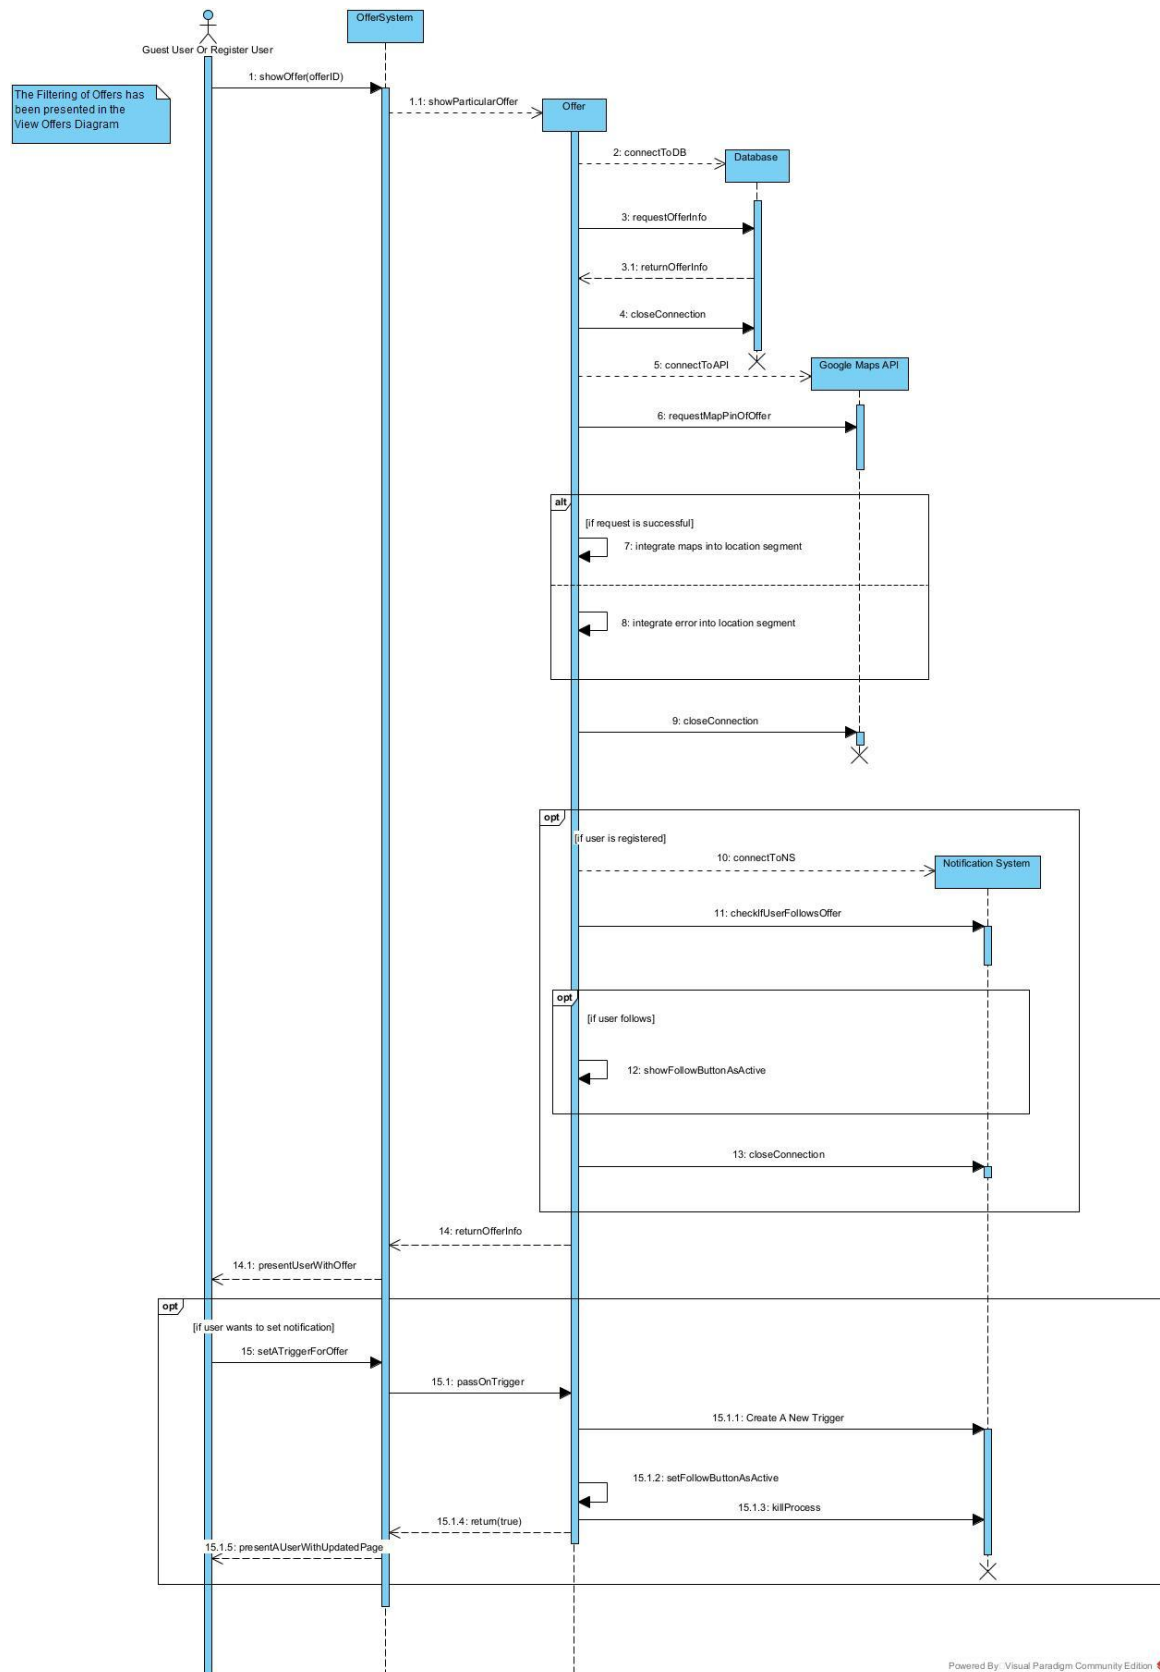 OfferSystem
Guest User Or Register User
1: showOffer(offerID)
The Filtering of Offers has
been presented in the
View Offers Diagram
1.1: showParticularOffer
Offer
2: connectToDB
Database
3: requestOfferInfo
3.1: returnOfferInfo
4: closeConnection
5: connectToAPI
Google Maps API
6: requestMapPinOfOffer
alt
[if request is successful]
7: integrate maps into location segment
8: integrate error into location segment
9: closeConnection
opt
[if user is registered]
10: connectToNS
Notification System
11: checkIfUserFollowsOffer
opt
[if user follows]
12: showFollowButtonAsActive
13: closeConnection
14: returnOfferInfo
14.1: presentUserWithOffer
opt
[if user wants to set notification]
15: setATriggerForOffer
15.1: passOnTrigger
15.1.1: Create A New Trigger
15.1.2: setFollowButtonAsActive
15.1.3: killProcess
15.1.4: return(true)
15.1.5: presentAUserWithUpdatedPage
Powered By: Visual Paradigm Community Edition